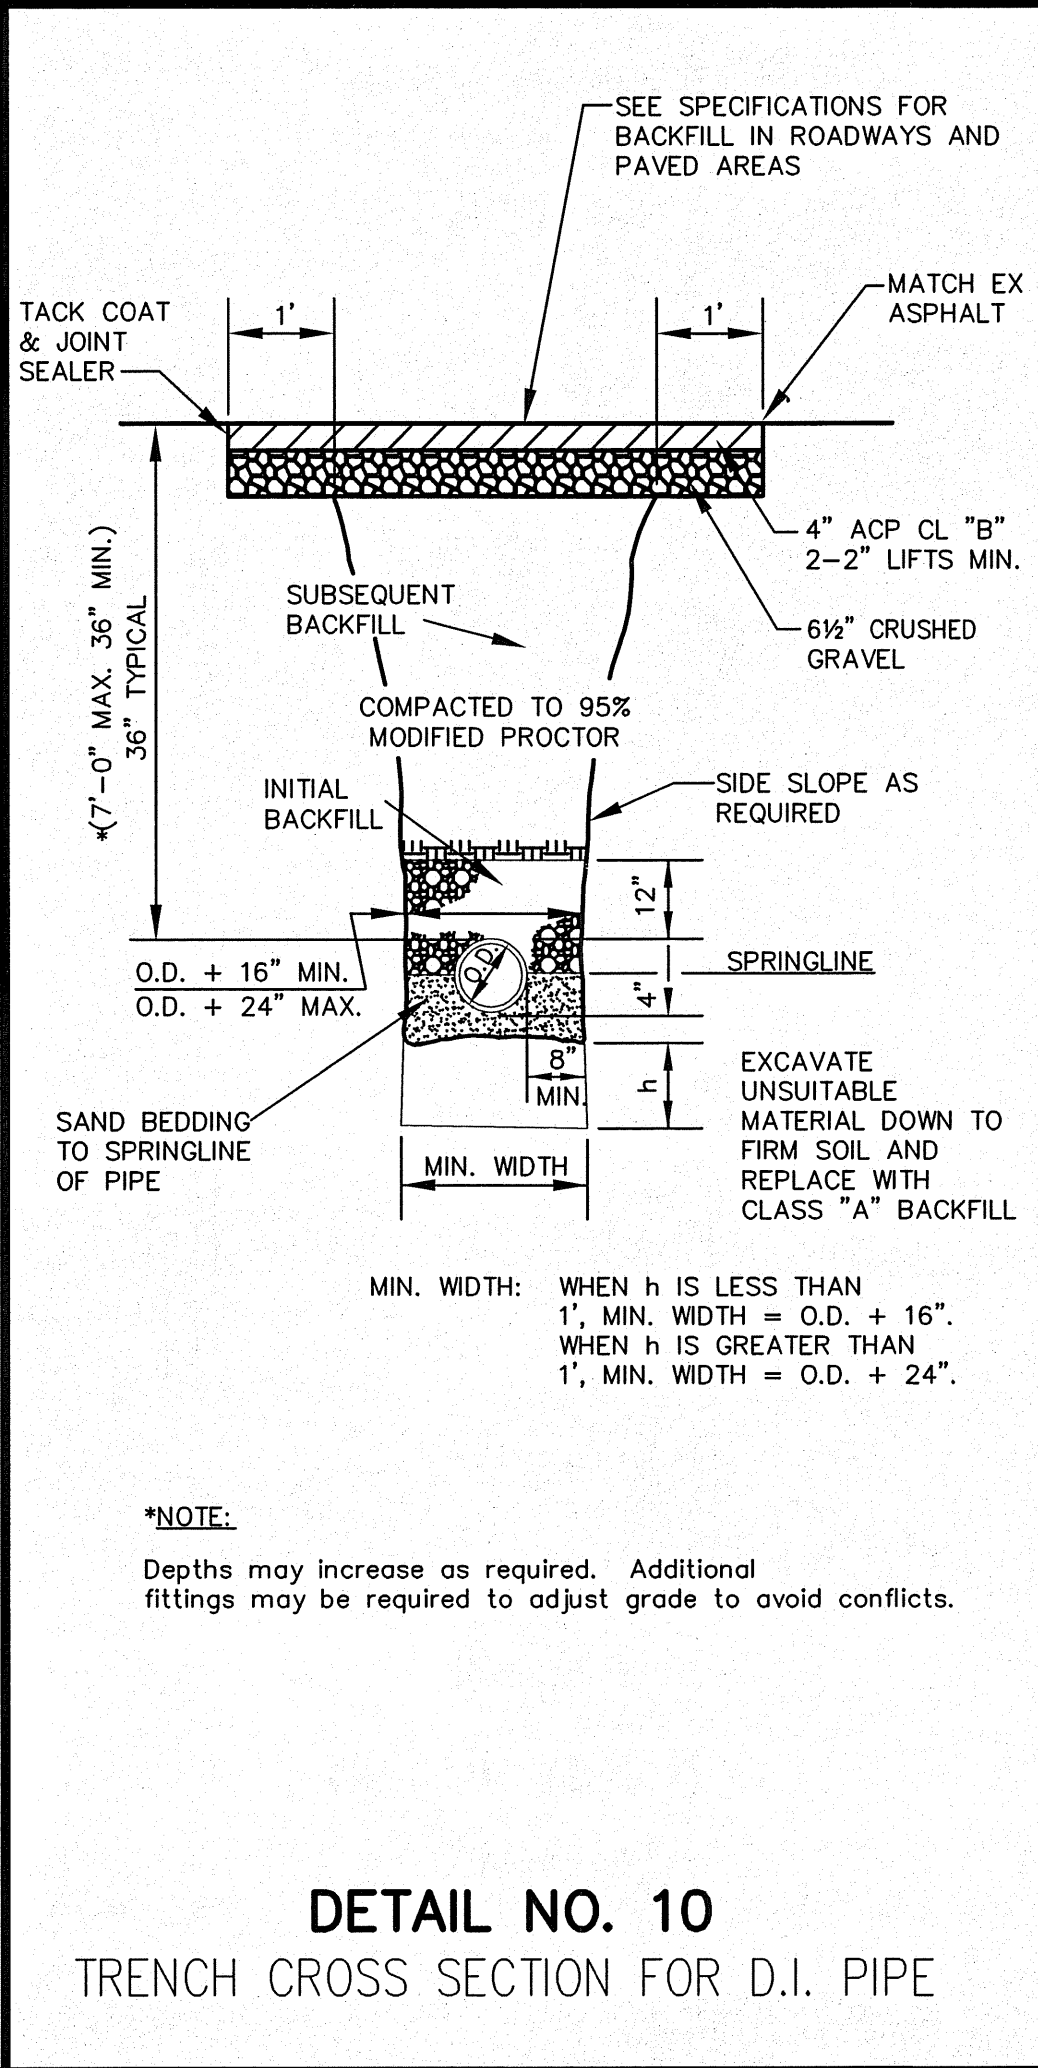 SEE SPECIFICATIONS FOR
BACKFILL IN ROADWAYS AND
PAVED AREAS
TACK COAT
& JOINT
SEALER
1'
1'
MATCH EX
ASPHALT
4" ACP CL "B"
2-2" LIFTS MIN.
6½" CRUSHED
GRAVEL
*(7'-0" MAX. 36" MIN.)
36" TYPICAL
SUBSEQUENT
BACKFILL
COMPACTED TO 95%
MODIFIED PROCTOR
INITIAL
BACKFILL
SIDE SLOPE AS
REQUIRED
12"
O.D. + 16" MIN.
O.D. + 24" MAX.
O.D.
SPRINGLINE
4"
8"
MIN.
h
SAND BEDDING
TO SPRINGLINE
OF PIPE
MIN. WIDTH
EXCAVATE
UNSUITABLE
MATERIAL DOWN TO
FIRM SOIL AND
REPLACE WITH
CLASS "A" BACKFILL
MIN. WIDTH: WHEN h IS LESS THAN
1', MIN. WIDTH = O.D. + 16".
WHEN h IS GREATER THAN
1', MIN. WIDTH = O.D. + 24".
*NOTE:
Depths may increase as required. Additional
fittings may be required to adjust grade to avoid conflicts.
DETAIL NO. 10
TRENCH CROSS SECTION FOR D.I. PIPE